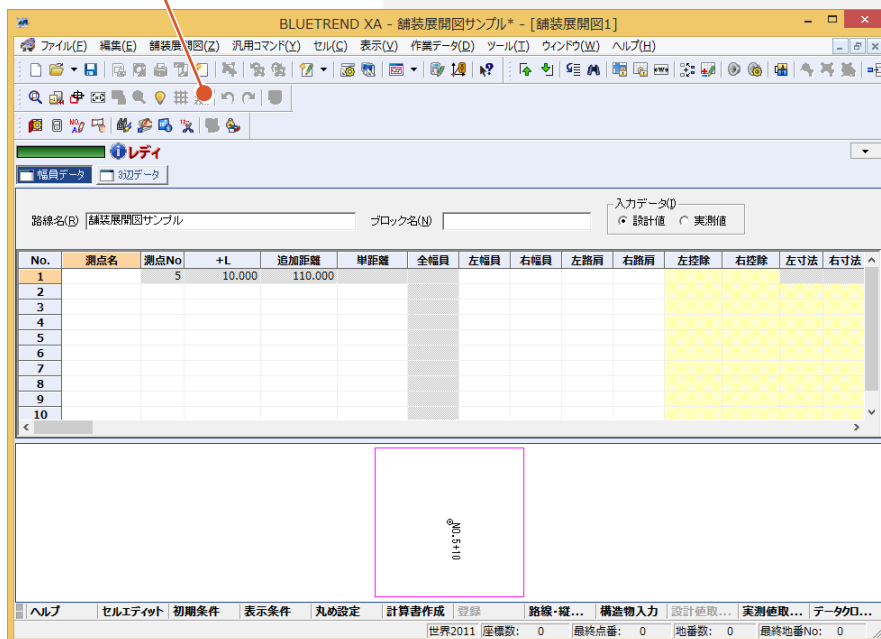 BLUETREND XA - 舗装展開図サンプル* - [舗装展開図1]
ファイル(F) 編集(E) 舗装展開図(Z) 汎用コマンド(Y) セル(C) 表示(V) 作業データ(D) ツール(T) ウィンドウ(W) ヘルプ(H)
レディ
幅員データ 3辺データ
入力データ(I)
路線名(R) 舗装展開図サンプル ブロック名(N) 設計値 実測値
No. 測点名 測点No +L 追加距離 単距離 全幅員 左幅員 右幅員 左路肩 右路肩 左控除 右控除 左寸法 右寸法
1 5 10.000 110.000
2
3
4
5
6
7
8
9
10
NO.5+10
ヘルプ セルエディット 初期条件 表示条件 丸め設定 計算書作成 登録 路線・縦... 構造物入力 設計値取... 実測値取... データクロ...
世界2011 座標数: 0 最終点番: 0 地番数: 0 最終地番No: 0